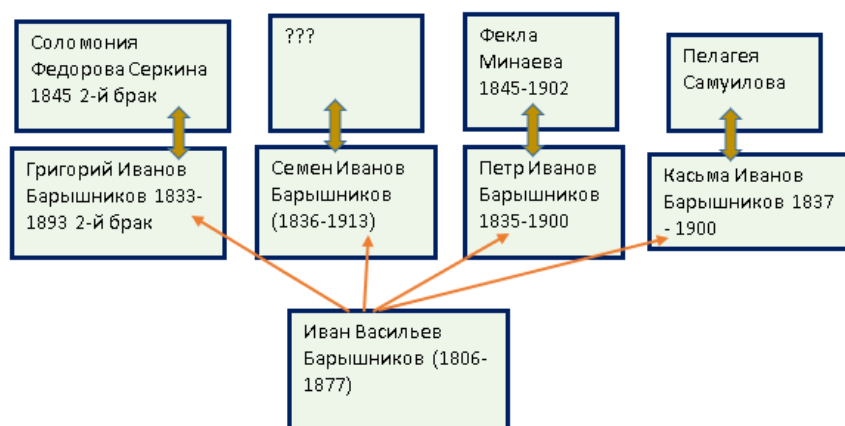 Соломония
Федорова Серкина
1845 2-й брак
???
Фекла
Минаева
1845-1902
Пелагея
Самуилова
Григорий Иванов
Барышников 1833-
1893 2-й брак
Семен Иванов
Барышников
(1836-1913)
Петр Иванов
Барышников
1835-1900
Касьма Иванов
Барышников 1837
- 1900
Иван Васильев
Барышников (1806-
1877)